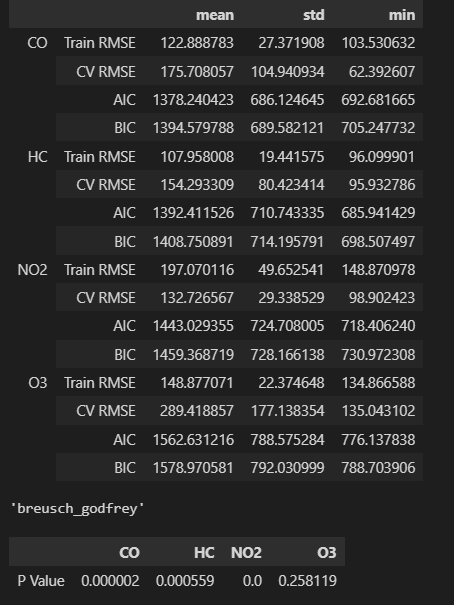 mean std min
CO Train RMSE 122.888783 27.371908 103.530632
CV RMSE 175.708057 104.940934 62.392607
AIC 1378.240423 686.124645 692.681665
BIC 1394.579788 689.582121 705.247732
HC Train RMSE 107.958008 19.441575 96.099901
CV RMSE 154.293309 80.423414 95.932786
AIC 1392.411526 710.743335 685.941429
BIC 1408.750891 714.195791 698.507497
NO2 Train RMSE 197.070116 49.652541 148.870978
CV RMSE 132.726567 29.338529 98.902423
AIC 1443.029355 724.708005 718.406240
BIC 1459.368719 728.166138 730.972308
O3 Train RMSE 148.877071 22.374648 134.866588
CV RMSE 289.418857 177.138354 135.043102
AIC 1562.631216 788.575284 776.137838
BIC 1578.970581 792.030999 788.703906
'breusch_godfrey'
CO HC NO2 O3
P Value 0.000002 0.000559 0.0 0.258119